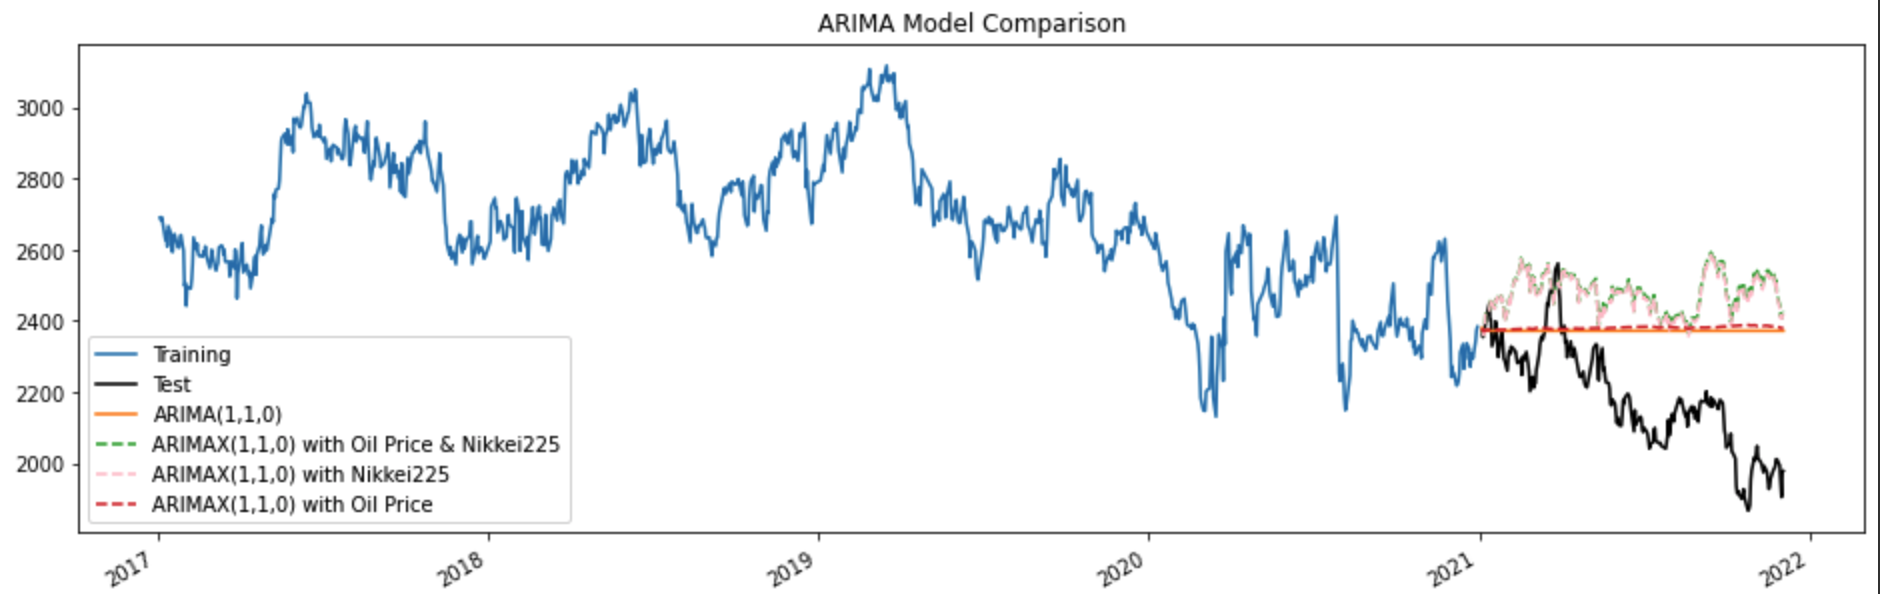 ARIMA Model Comparison
3000
2800
2600
2400
2200
2000
Training
Test
ARIMA(1,1,0)
ARIMAX(1,1,0) with Oil Price & Nikkei225
ARIMAX(1,1,0) with Nikkei225
ARIMAX(1,1,0) with Oil Price
2017
2018
2019
2020
2021
2022